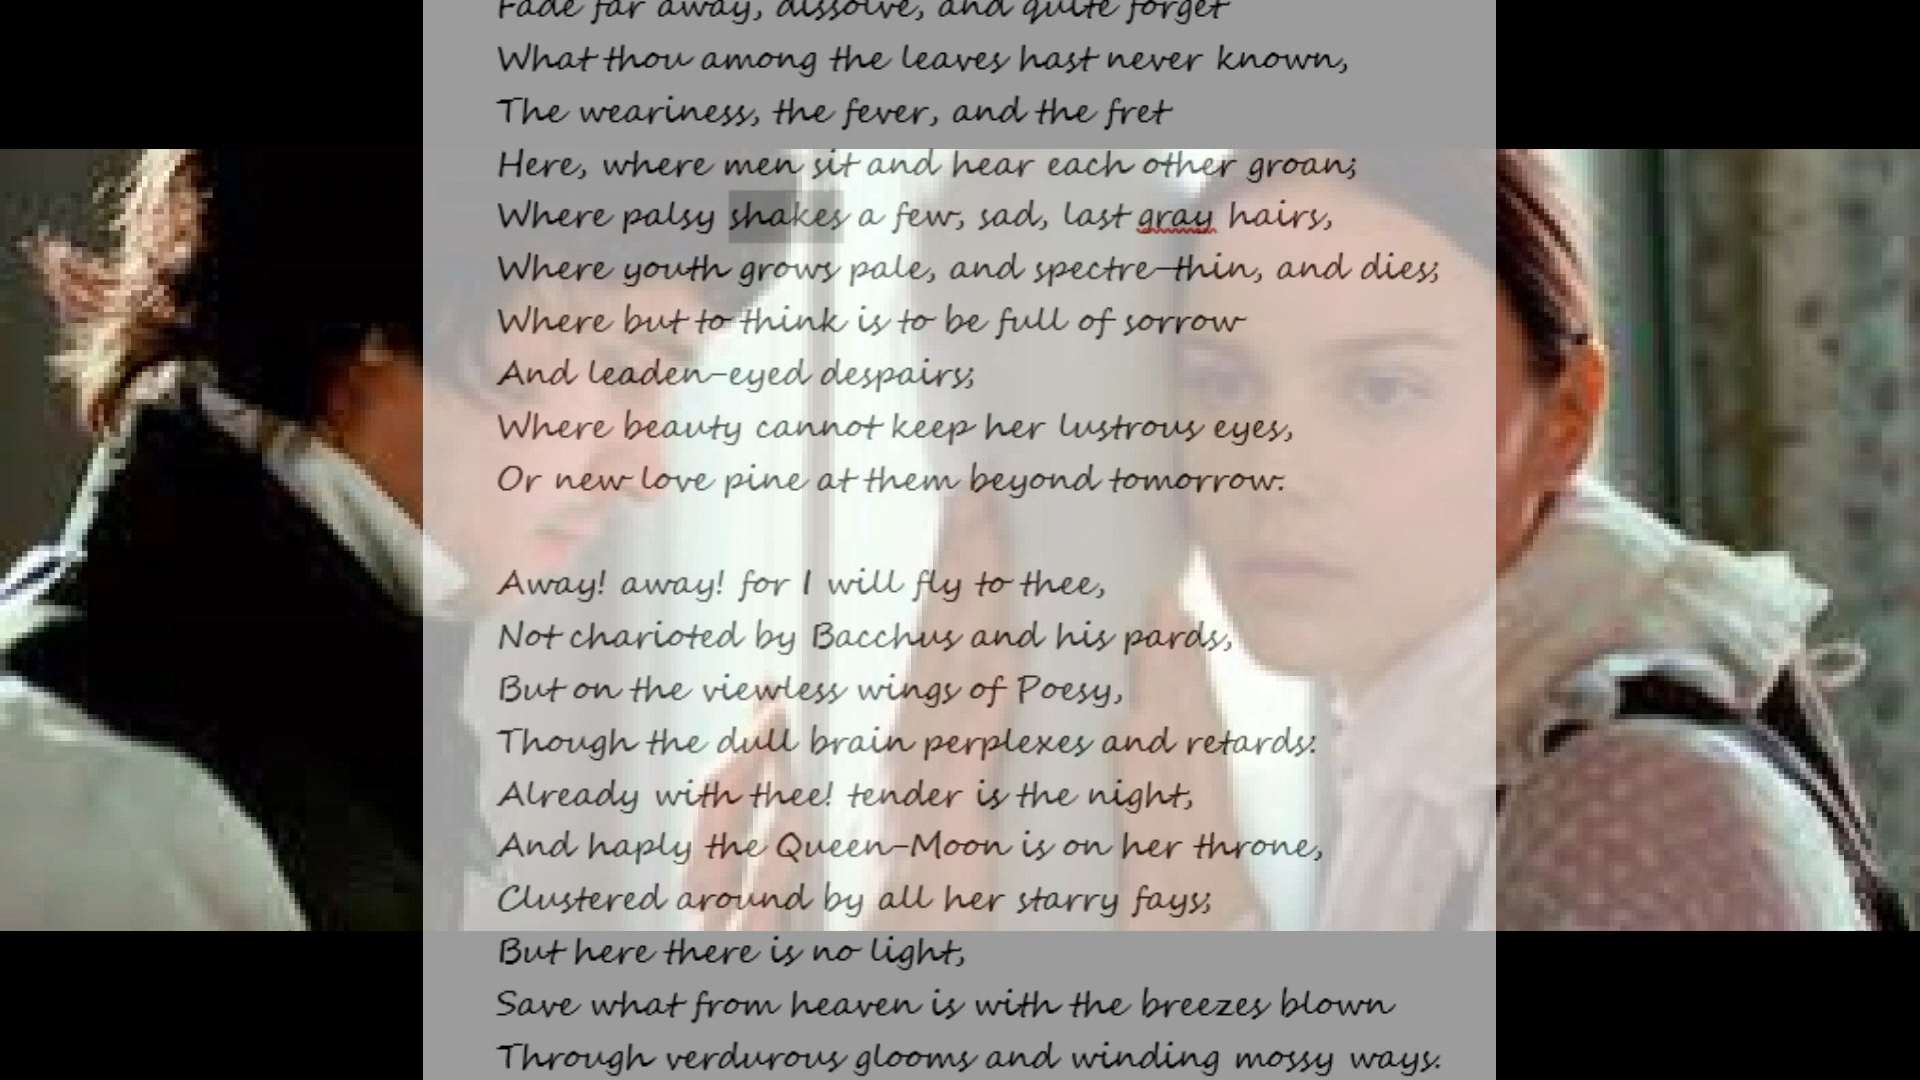 Fade far away, dissolve, and quite forget
What thou among the leaves hast never known,
The weariness, the fever, and the fret
Here, where men sit and hear each other groan;
Where palsy shakes a few, sad, last gray hairs,
Where youth grows pale, and spectre-thin, and dies;
Where but to think is to be full of sorrow
And leaden-eyed despairs;
Where beauty cannot keep her lustrous eyes,
Or new love pine at them beyond tomorrow.
Away! away! for I will fly to thee,
Not charioted by Bacchus and his pards,
But on the viewless wings of Poesy,
Though the dull brain perplexes and retards:
Already with thee! tender is the night,
And haply the Queen-Moon is on her throne,
Clustered around by all her starry fays;
But here there is no light,
Save what from heaven is with the breezes blown
Through verdurous glooms and winding mossy ways.